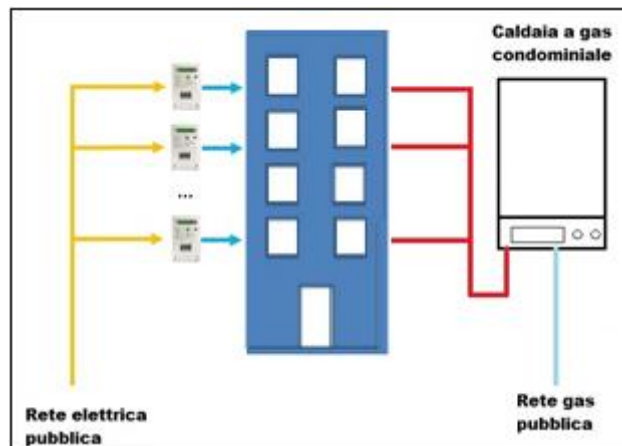 Caldaia a gas
condominiale
...
Rete elettrica
pubblica
Rete gas
pubblica